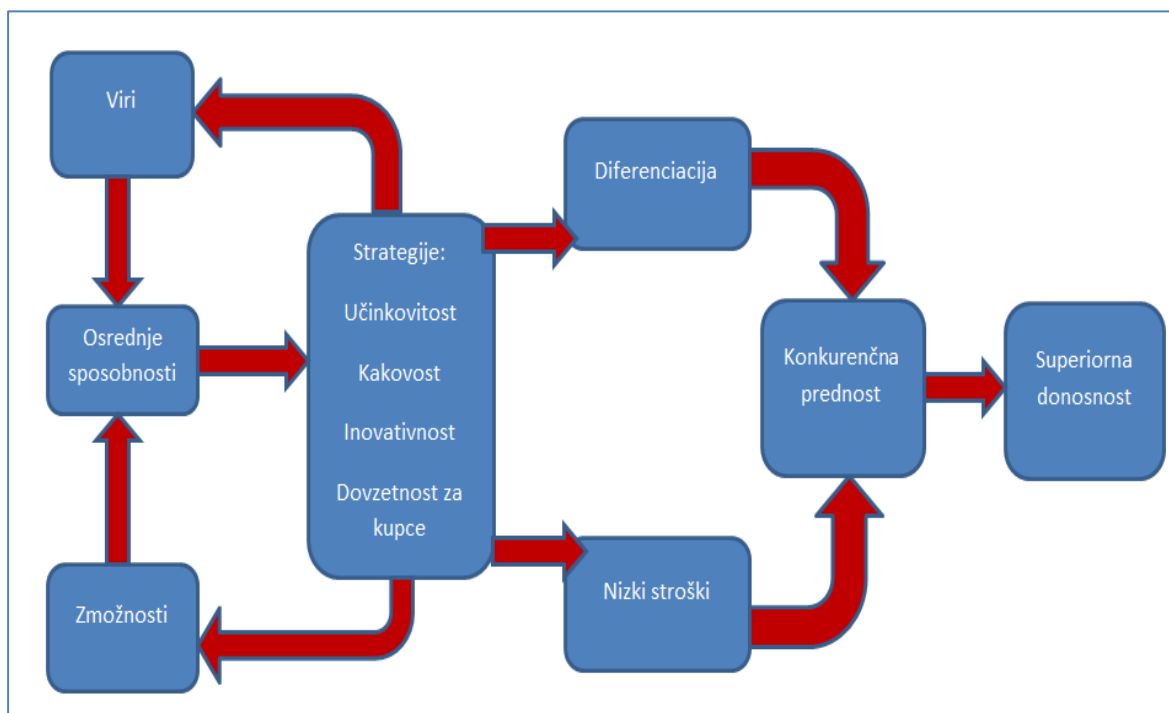 Viri
Osrednje
sposobnosti
Zmožnosti
Strategije:
Učinkovitost
Kakovost
Inovativnost
Dovzetnost za
kupce
Diferenciacija
Nizki stroški
Konkurenčna
prednost
Superiorna
donosnost